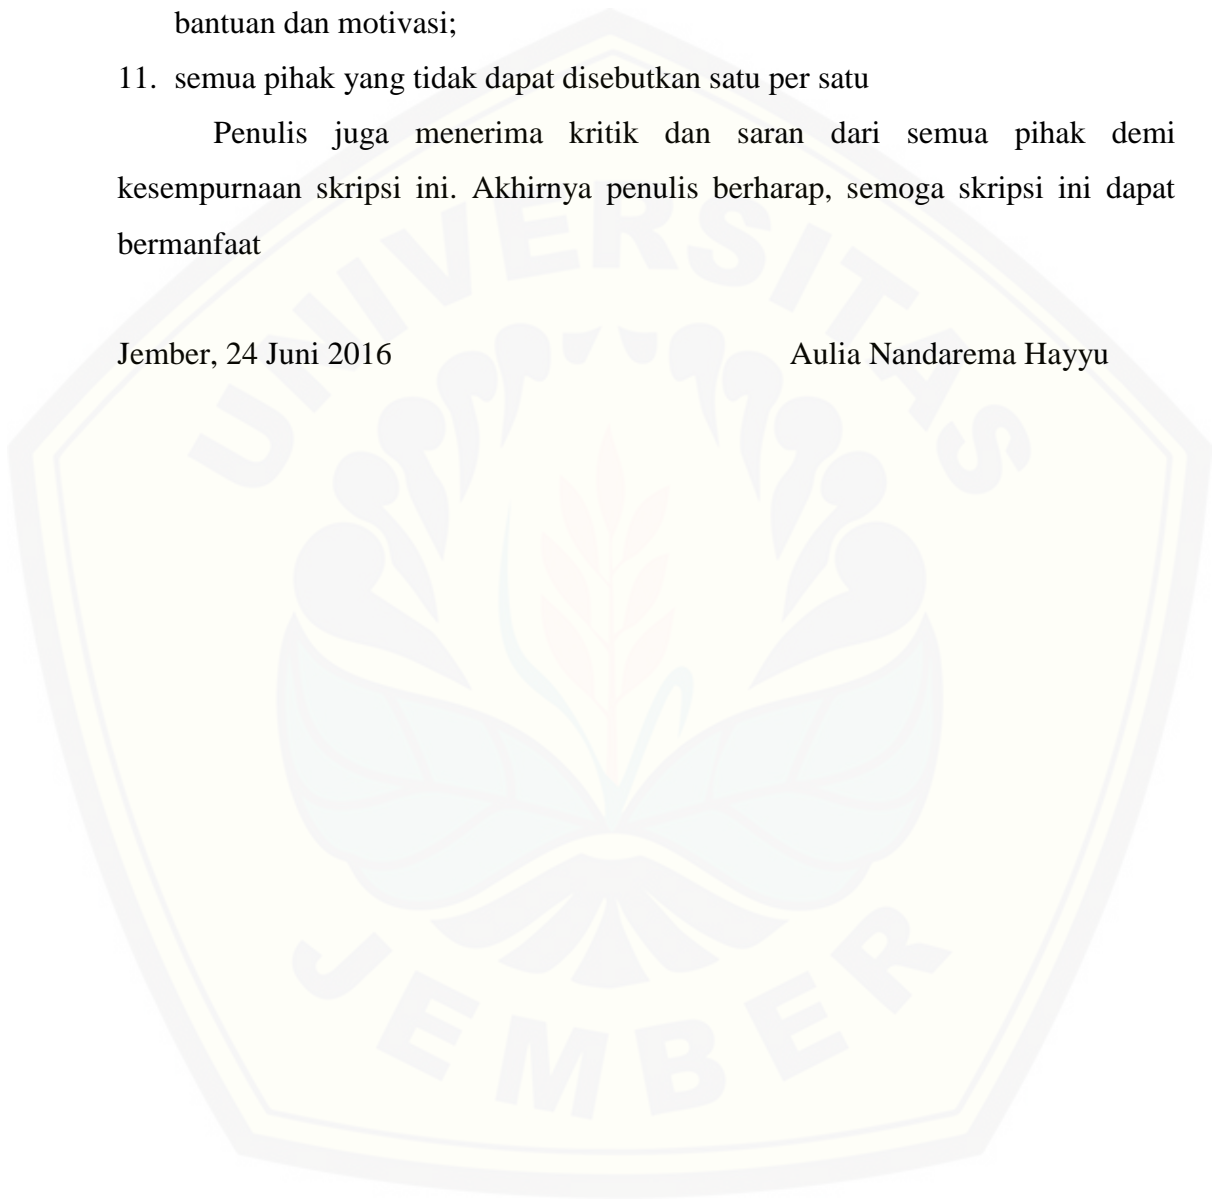 bantuan dan motivasi;
11. semua pihak yang tidak dapat disebutkan satu per satu
Penulis juga menerima kritik dan saran dari semua pihak demi
kesempurnaan skripsi ini. Akhirnya penulis berharap, semoga skripsi ini dapat
bermanfaat
Jember, 24 Juni 2016 Aulia Nandarema Hayyu
UNIVERSITAS
JEMBER